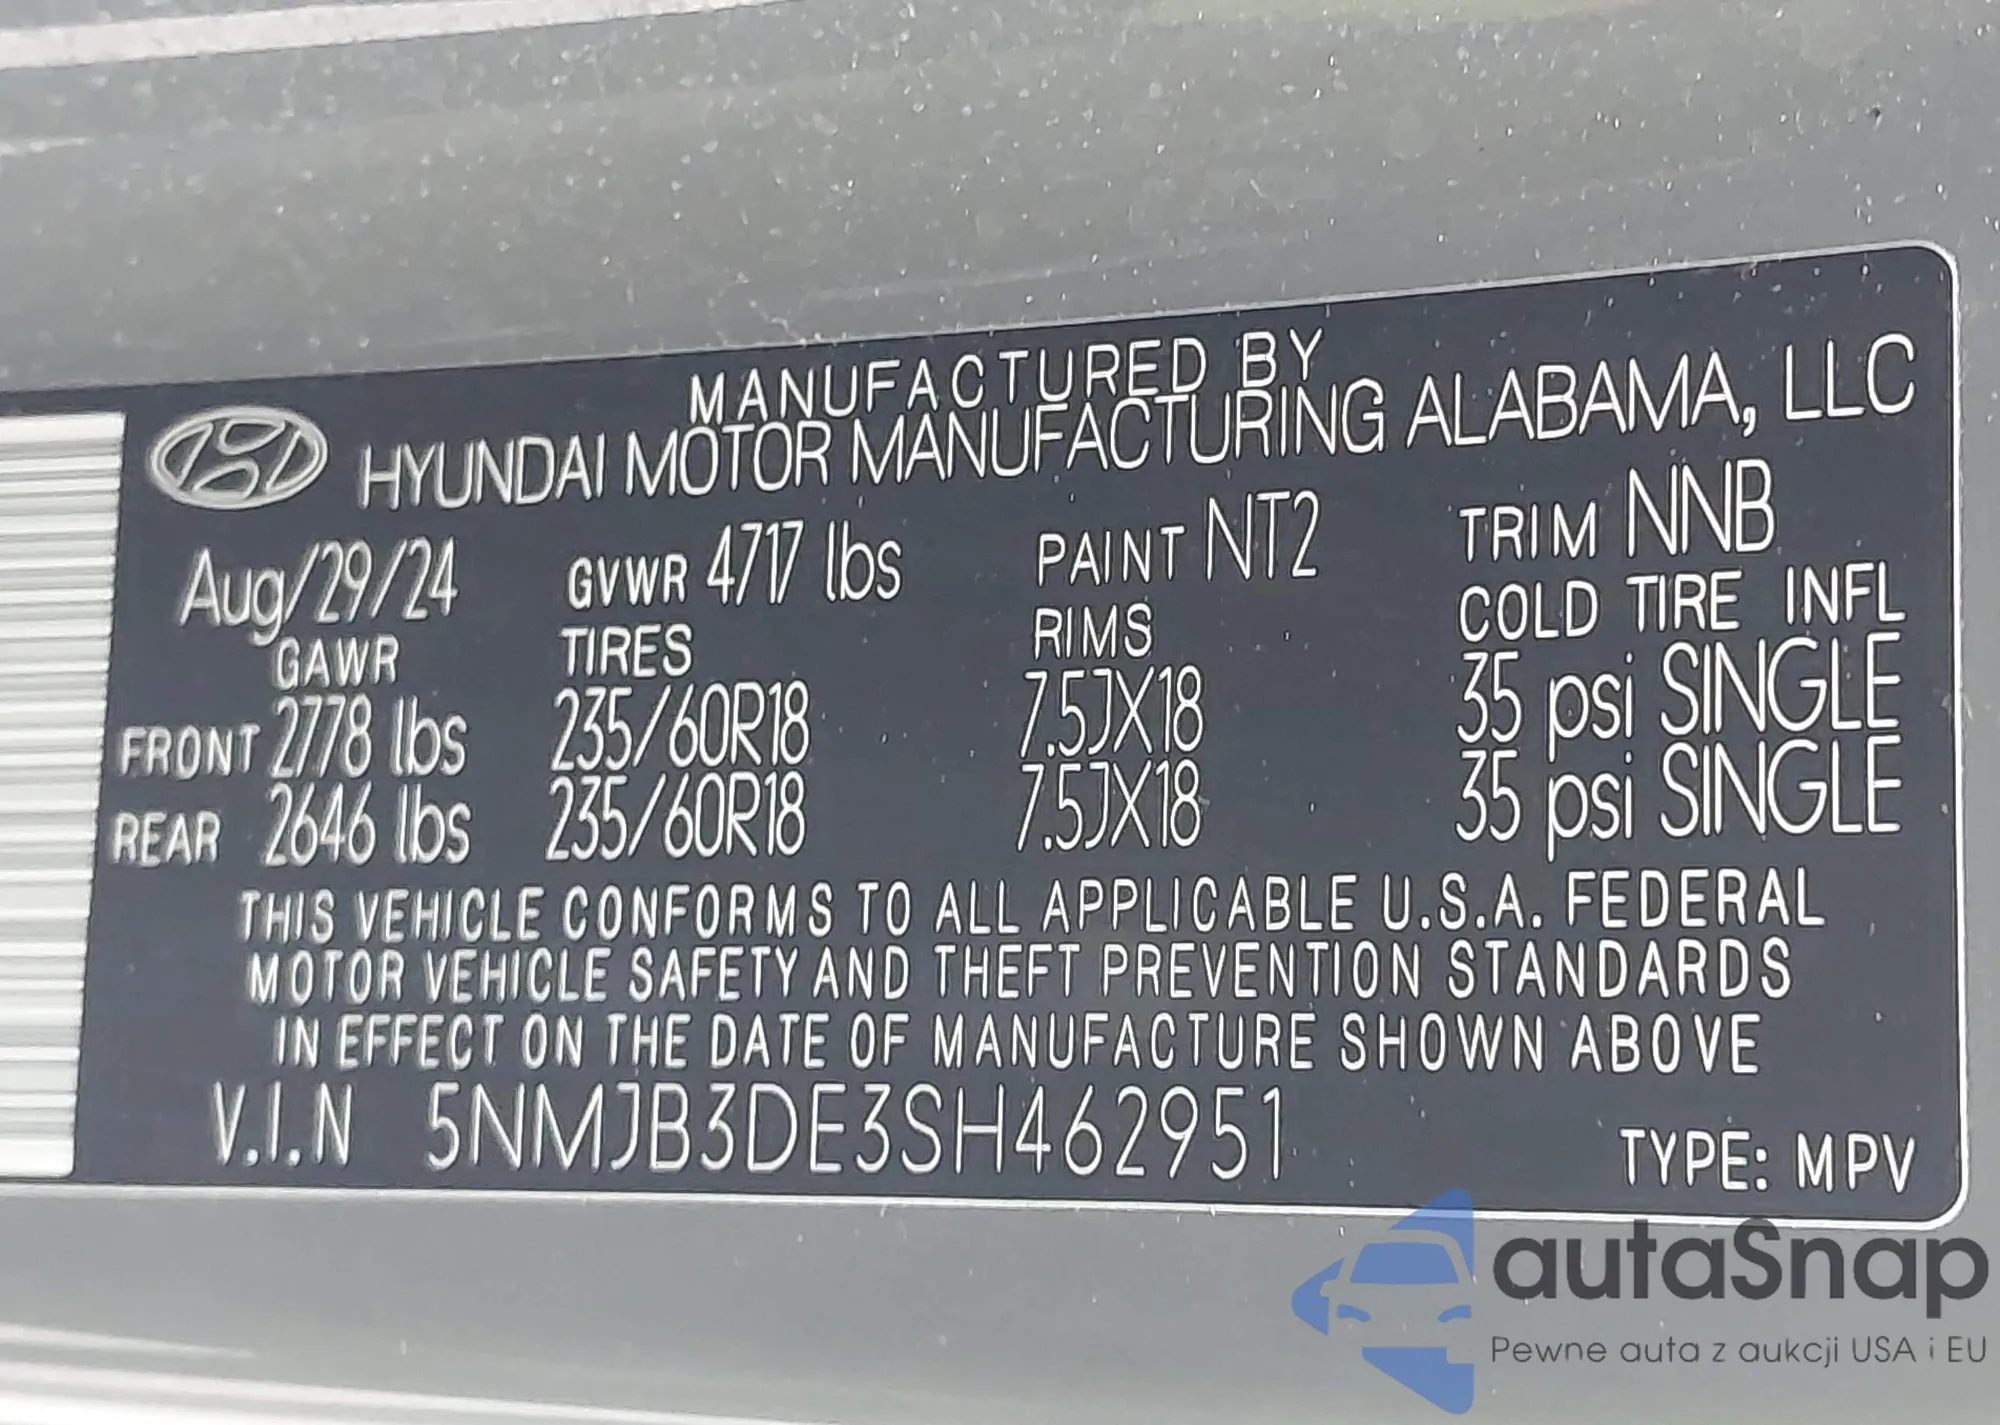 MANUFACTURED BY
HYUNDAI MOTOR MANUFACTURING ALABAMA, LLC
Aug/29/24 GVWR 4717 lbs PAINT NT2 TRIM NNB
GAWR TIRES RIMS COLD TIRE INFL
FRONT 2778 lbs 235/60R18 7.5JX18 35 psi SINGLE
REAR 2646 lbs 235/60R18 7.5JX18 35 psi SINGLE
THIS VEHICLE CONFORMS TO ALL APPLICABLE U.S.A. FEDERAL
MOTOR VEHICLE SAFETY AND THEFT PREVENTION STANDARDS
IN EFFECT ON THE DATE OF MANUFACTURE SHOWN ABOVE
V.I.N 5NMJB3DE3SH462951 TYPE: MPV
autaSnap
Pewne auta z aukcji USA i EU